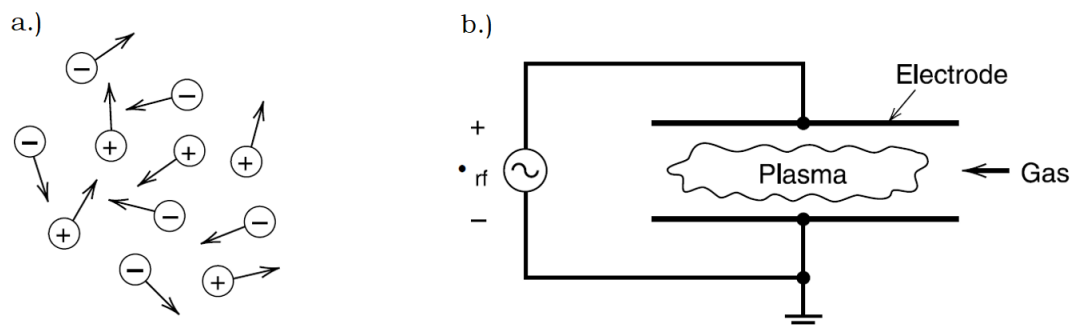 a.)
b.)
Electrode
+
• rf
−
Plasma
Gas
−
−
−
+
+
+
+
−
−
−
+